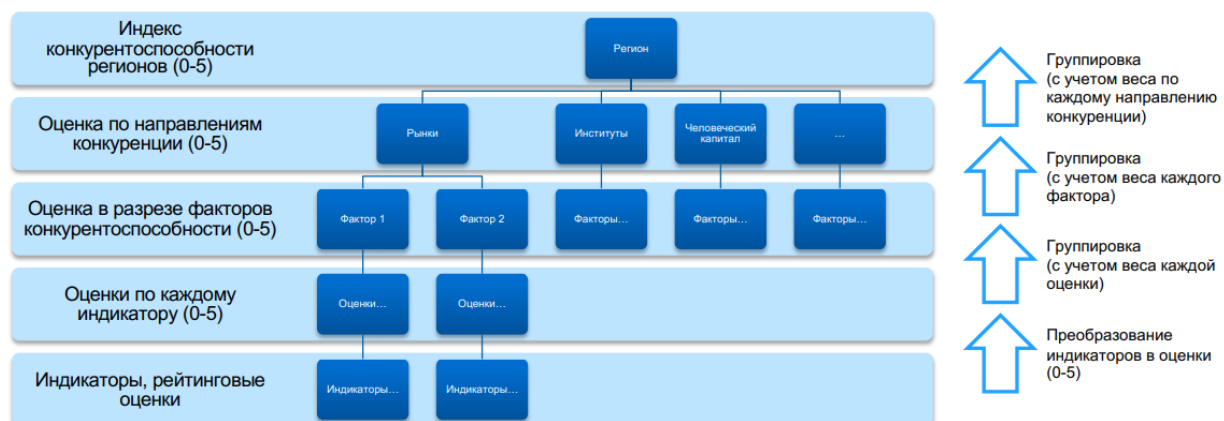 Индекс
конкурентоспособности
регионов (0-5)
Регион
Группировка
(с учетом веса по
каждому направлению
конкуренции)
Оценка по направлениям
конкуренции (0-5)
Рынки
Институты
Человеческий
капитал
...
Группировка
(с учетом веса каждого
фактора)
Оценка в разрезе факторов
конкурентоспособности (0-5)
Фактор 1
Фактор 2
Факторы...
Факторы...
Факторы...
Группировка
(с учетом веса каждой
оценки)
Оценки по каждому
индикатору (0-5)
Оценки...
Оценки...
Преобразование
индикаторов в оценки
(0-5)
Индикаторы, рейтинговые
оценки
Индикаторы...
Индикаторы...